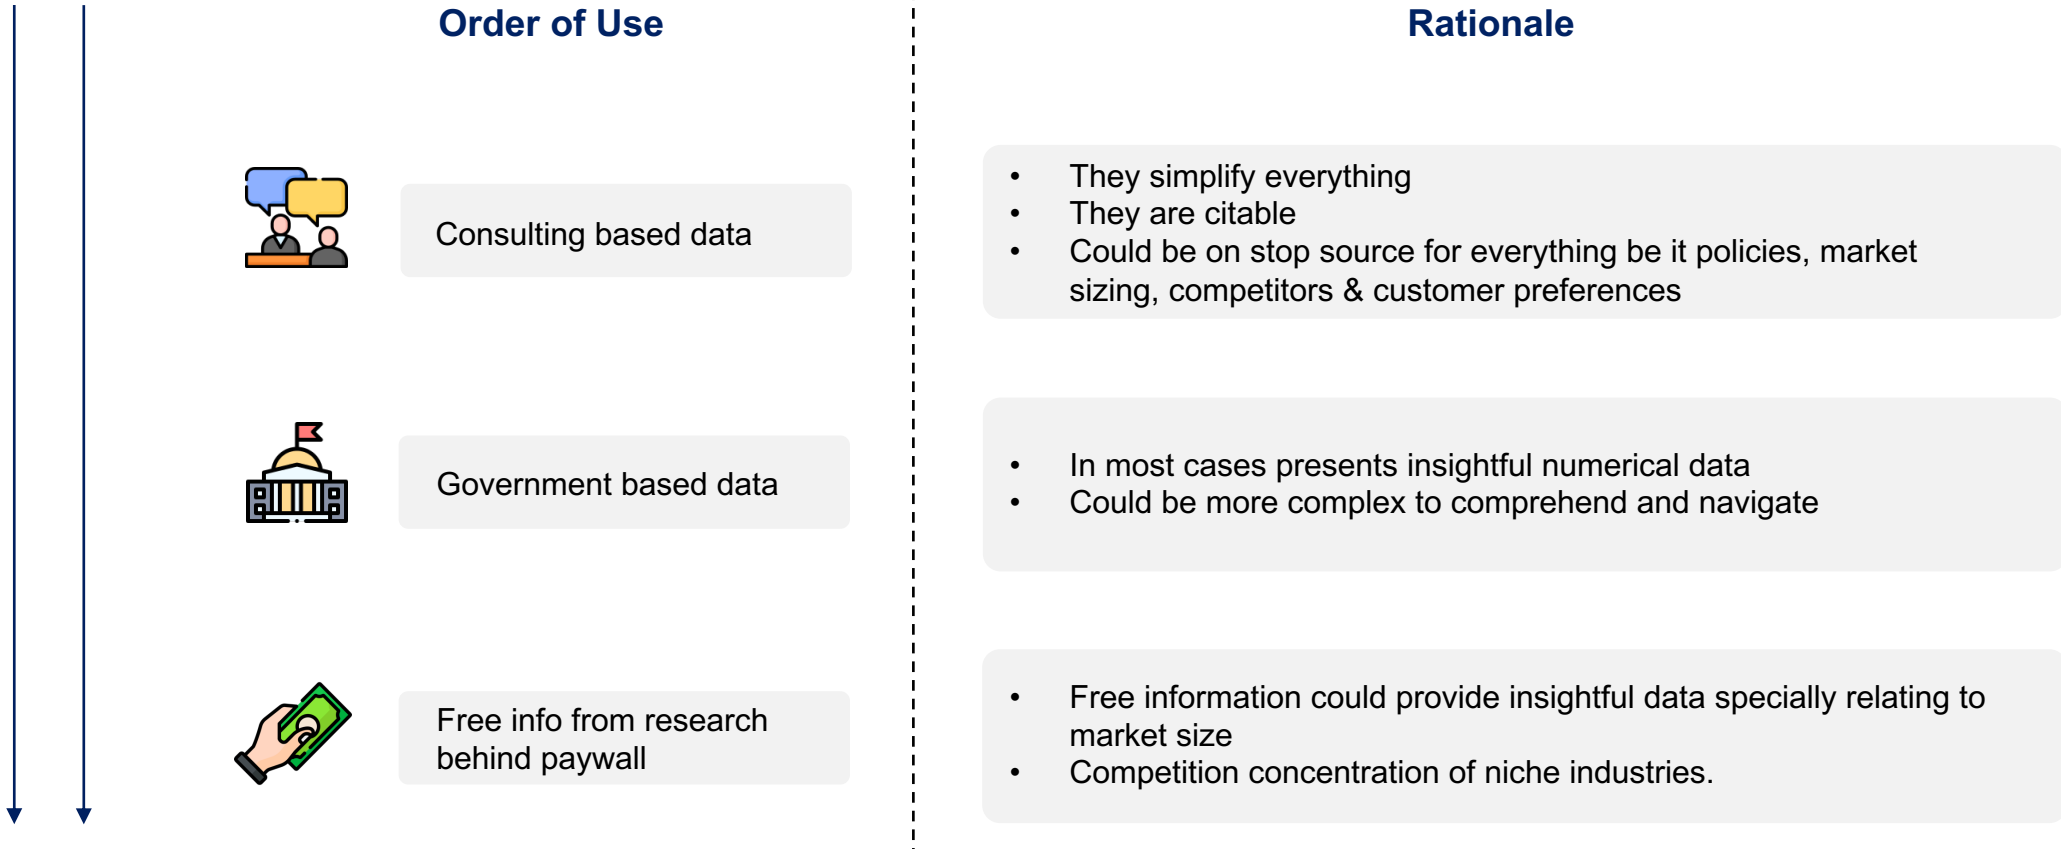 Order of Use
Rationale
Consulting based data
• They simplify everything
• They are citable
• Could be on stop source for everything be it policies, market
sizing, competitors & customer preferences
Government based data
• In most cases presents insightful numerical data
• Could be more complex to comprehend and navigate
Free info from research
behind paywall
• Free information could provide insightful data specially relating to
market size
• Competition concentration of niche industries.